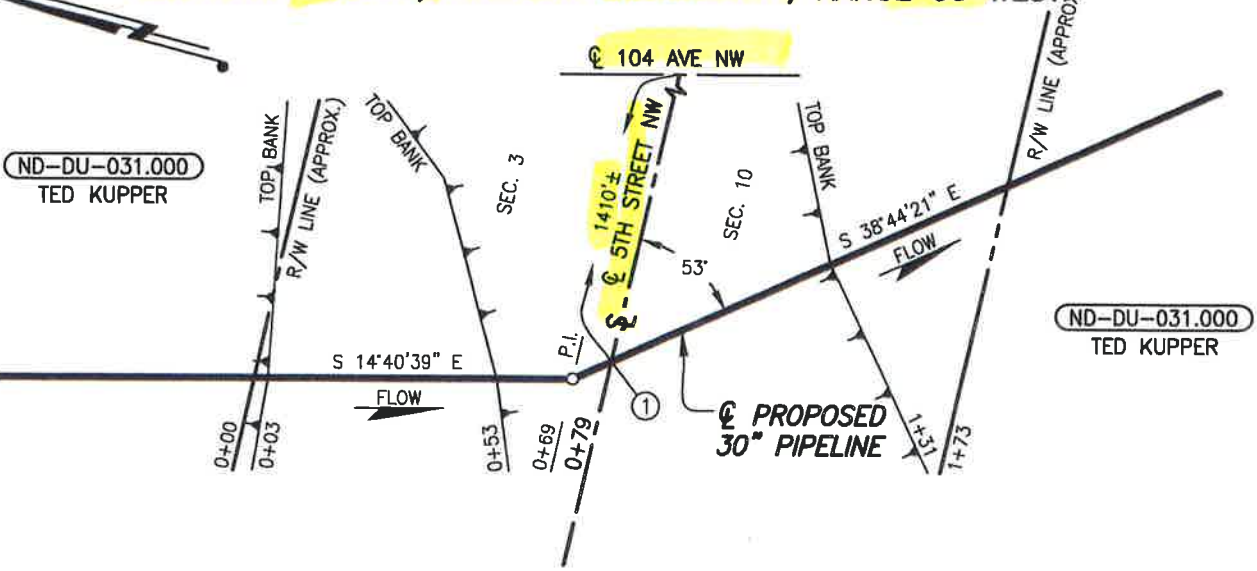 RANGE
℄ 104 AVE NW
ND-DU-031.000
TED KUPPER
TOP BANK
R/W LINE (APPROX.)
TOP BANK
SEC. 3
1410'±
℄ 5TH STREET NW
SEC. 10
53°
TOP BANK
R/W LINE (APPROX
S 38°44'21" E
FLOW
ND-DU-031.000
TED KUPPER
S 14°40'39" E
FLOW
P.I.
1
℄ PROPOSED
30" PIPELINE
0+00
0+03
0+53
0+69
0+79
1+31
1+73